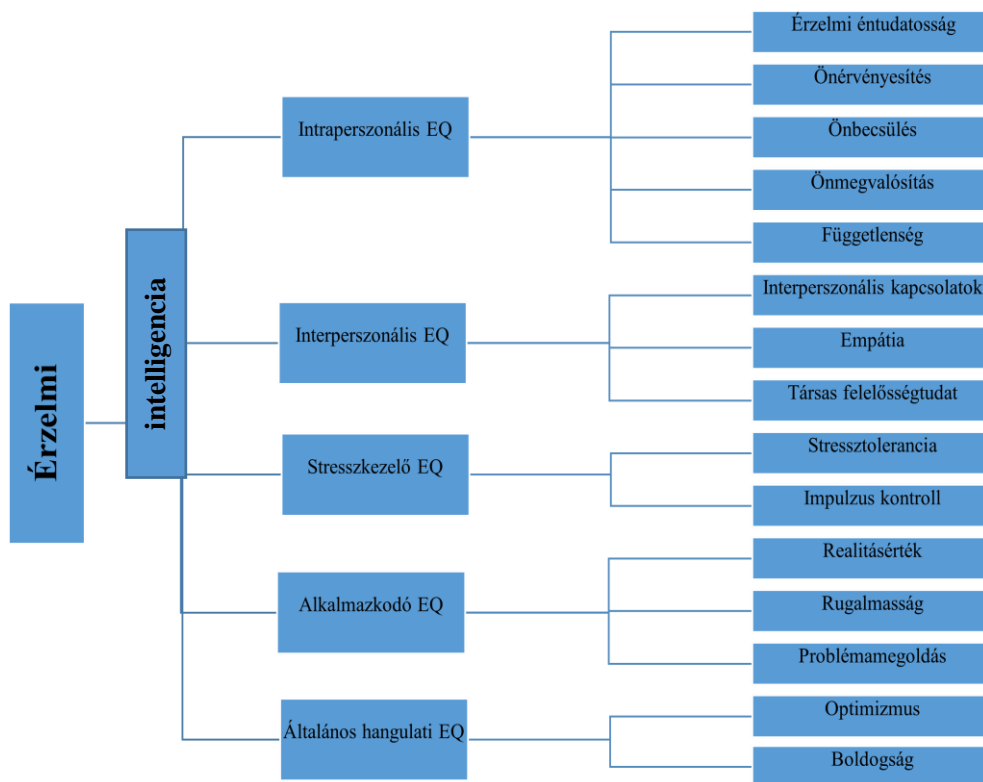 Érzelmi
intelligencia
Intraperszonális EQ
Érzelmi éntudatosság
Önérvényesítés
Önbecsülés
Önmegvalósítás
Függetlenség
Interperszonális EQ
Interperszonális kapcsolatok
Empátia
Társas felelősségtudat
Stresszkezelő EQ
Stressztolerancia
Impulzus kontroll
Alkalmazkodó EQ
Realitásérték
Rugalmasság
Problémamegoldás
Általános hangulati EQ
Optimizmus
Boldogság